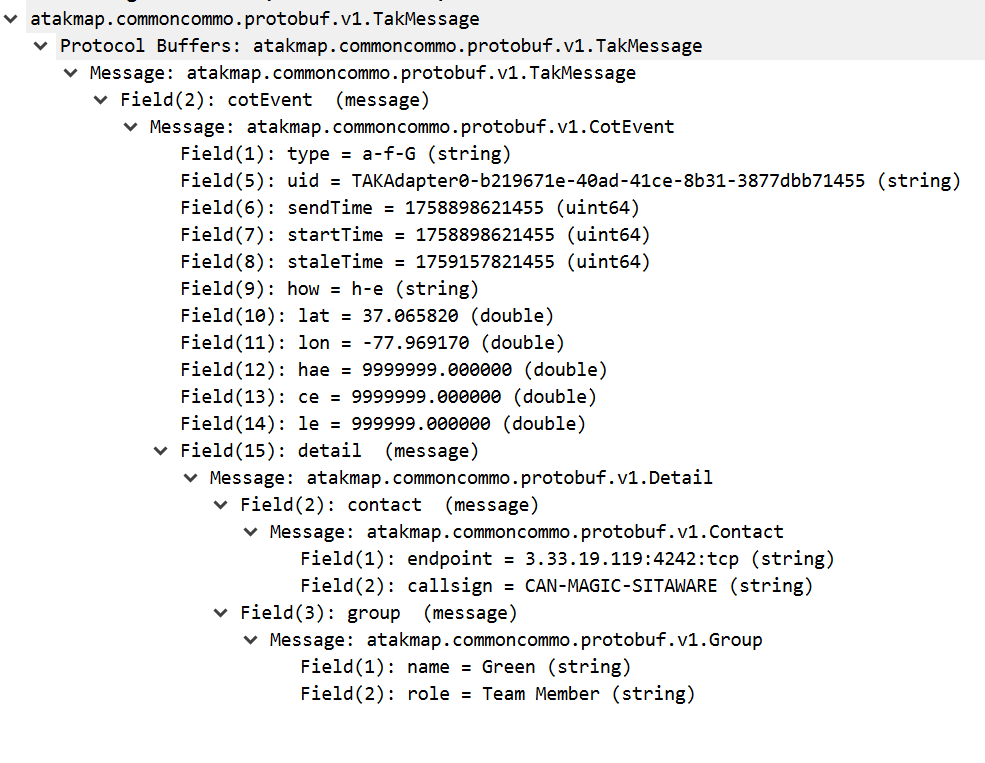 atakmap.commoncommo.protobuf.v1.TakMessage
Protocol Buffers: atakmap.commoncommo.protobuf.v1.TakMessage
Message: atakmap.commoncommo.protobuf.v1.TakMessage
Field(2): cotEvent  (message)
Message: atakmap.commoncommo.protobuf.v1.CotEvent
Field(1): type = a-f-G (string)
Field(5): uid = TAKAdapter0-b219671e-40ad-41ce-8b31-3877dbb71455 (string)
Field(6): sendTime = 1758898621455 (uint64)
Field(7): startTime = 1758898621455 (uint64)
Field(8): staleTime = 1759157821455 (uint64)
Field(9): how = h-e (string)
Field(10): lat = 37.065820 (double)
Field(11): lon = -77.969170 (double)
Field(12): hae = 9999999.000000 (double)
Field(13): ce = 9999999.000000 (double)
Field(14): le = 999999.000000 (double)
Field(15): detail  (message)
Message: atakmap.commoncommo.protobuf.v1.Detail
Field(2): contact  (message)
Message: atakmap.commoncommo.protobuf.v1.Contact
Field(1): endpoint = 3.33.19.119:4242:tcp (string)
Field(2): callsign = CAN-MAGIC-SITAWARE (string)
Field(3): group  (message)
Message: atakmap.commoncommo.protobuf.v1.Group
Field(1): name = Green (string)
Field(2): role = Team Member (string)